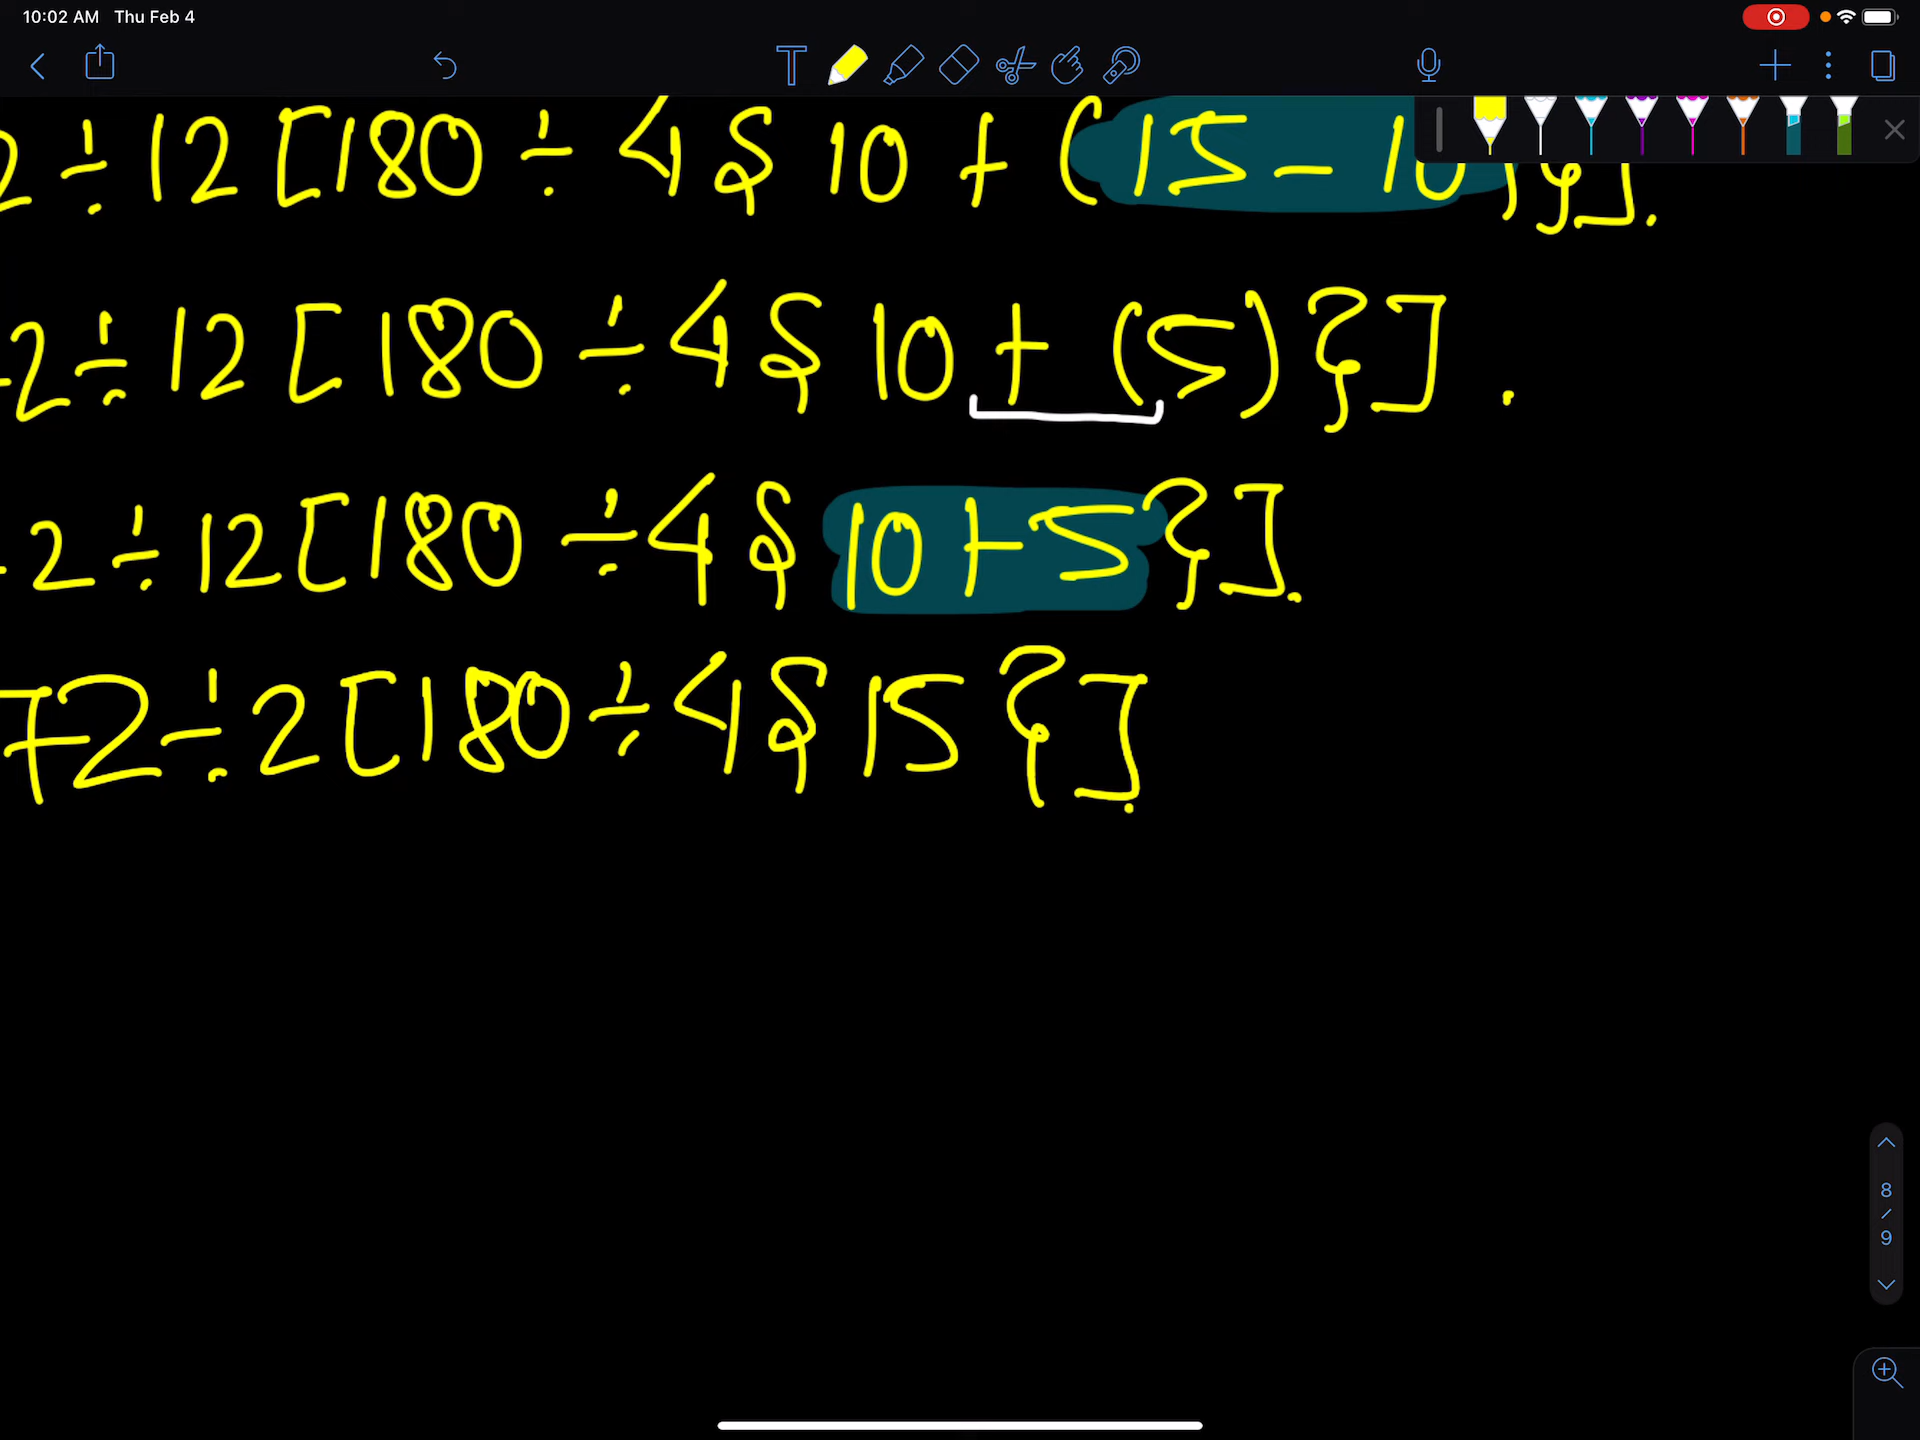 10:02 AM Thu Feb 4
2 ÷ 12 [180 ÷ 4 { 10 + (15 - 10)}].
2 ÷ 12 [180 ÷ 4 { 10 + (5) }].
2 ÷ 12 [180 ÷ 4 { 10 + 5 }].
72 ÷ 2 [180 ÷ 4 { 15 }].
8
/
9